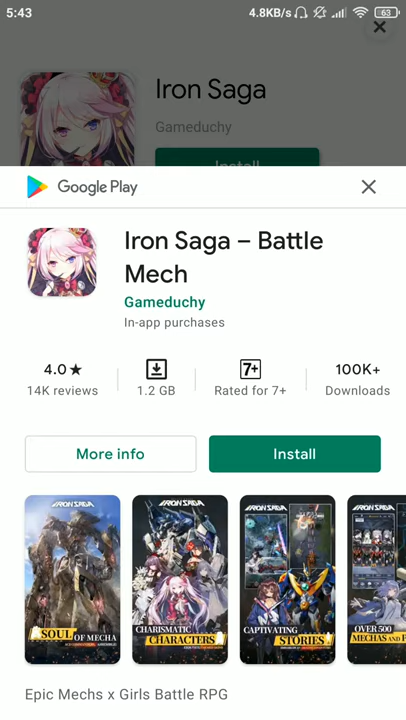 5:43
4.8KB/s
63
Iron Saga
Gameduchy
Install
Google Play
Iron Saga – Battle
Mech
Gameduchy
In-app purchases
4.0★
14K reviews
1.2 GB
7+
Rated for 7+
100K+
Downloads
More info
Install
IRON SAGA
SOUL OF MECHA
IRON SAGA
CHARISMATIC
CHARACTERS
IRON SAGA
CAPTIVATING
STORIES
IRON SAGA
OVER 500
MECHAS AND
Epic Mechs x Girls Battle RPG